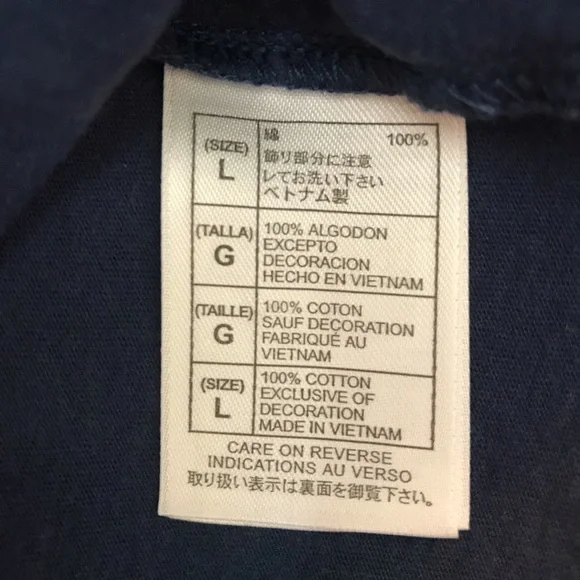 (SIZE)
L
綿 100%
飾り部分に注意
レてお洗い下さい
ベトナム製
(TALLA)
G
100% ALGODON
EXCEPTO
DECORACION
HECHO EN VIETNAM
(TAILLE)
G
100% COTON
SAUF DECORATION
FABRIQUÉ AU
VIETNAM
(SIZE)
L
100% COTTON
EXCLUSIVE OF
DECORATION
MADE IN VIETNAM
CARE ON REVERSE
INDICATIONS AU VERSO
取り扱い表示は裏面を御覧下さい。